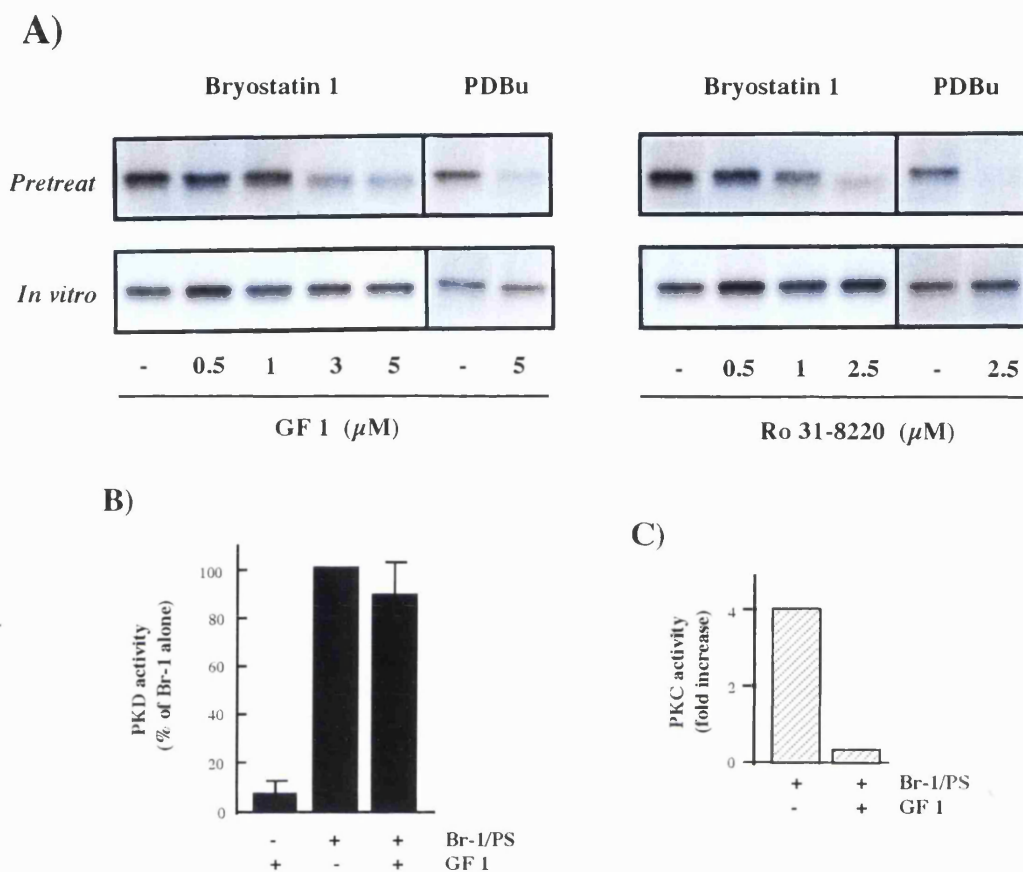 A)
Bryostatin 1 PDBu Bryostatin 1 PDBu
Pretreat
In vitro
- 0.5 1 3 5 - 5 - 0.5 1 2.5 - 2.5
GF 1 (µM) Ro 31-8220 (µM)
B)
PKD activity
(% of Br-1 alone)
100
80
60
40
20
0
- + + Br-1/PS
+ - + GF 1
C)
PKC activity
(fold increase)
4
2
0
+ + Br-1/PS
- + GF 1